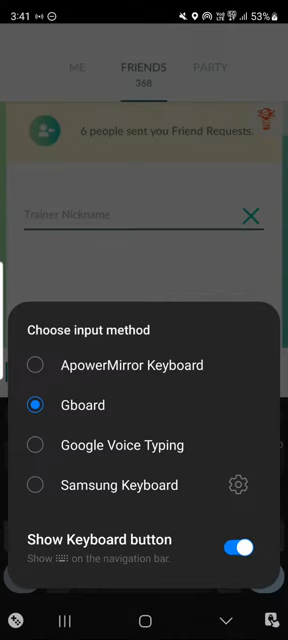 3:41
53%
ME
FRIENDS
PARTY
368
6 people sent you Friend Requests.
Trainer Nickname
Choose input method
ApowerMirror Keyboard
Gboard
Google Voice Typing
Samsung Keyboard
Show Keyboard button
Show on the navigation bar.